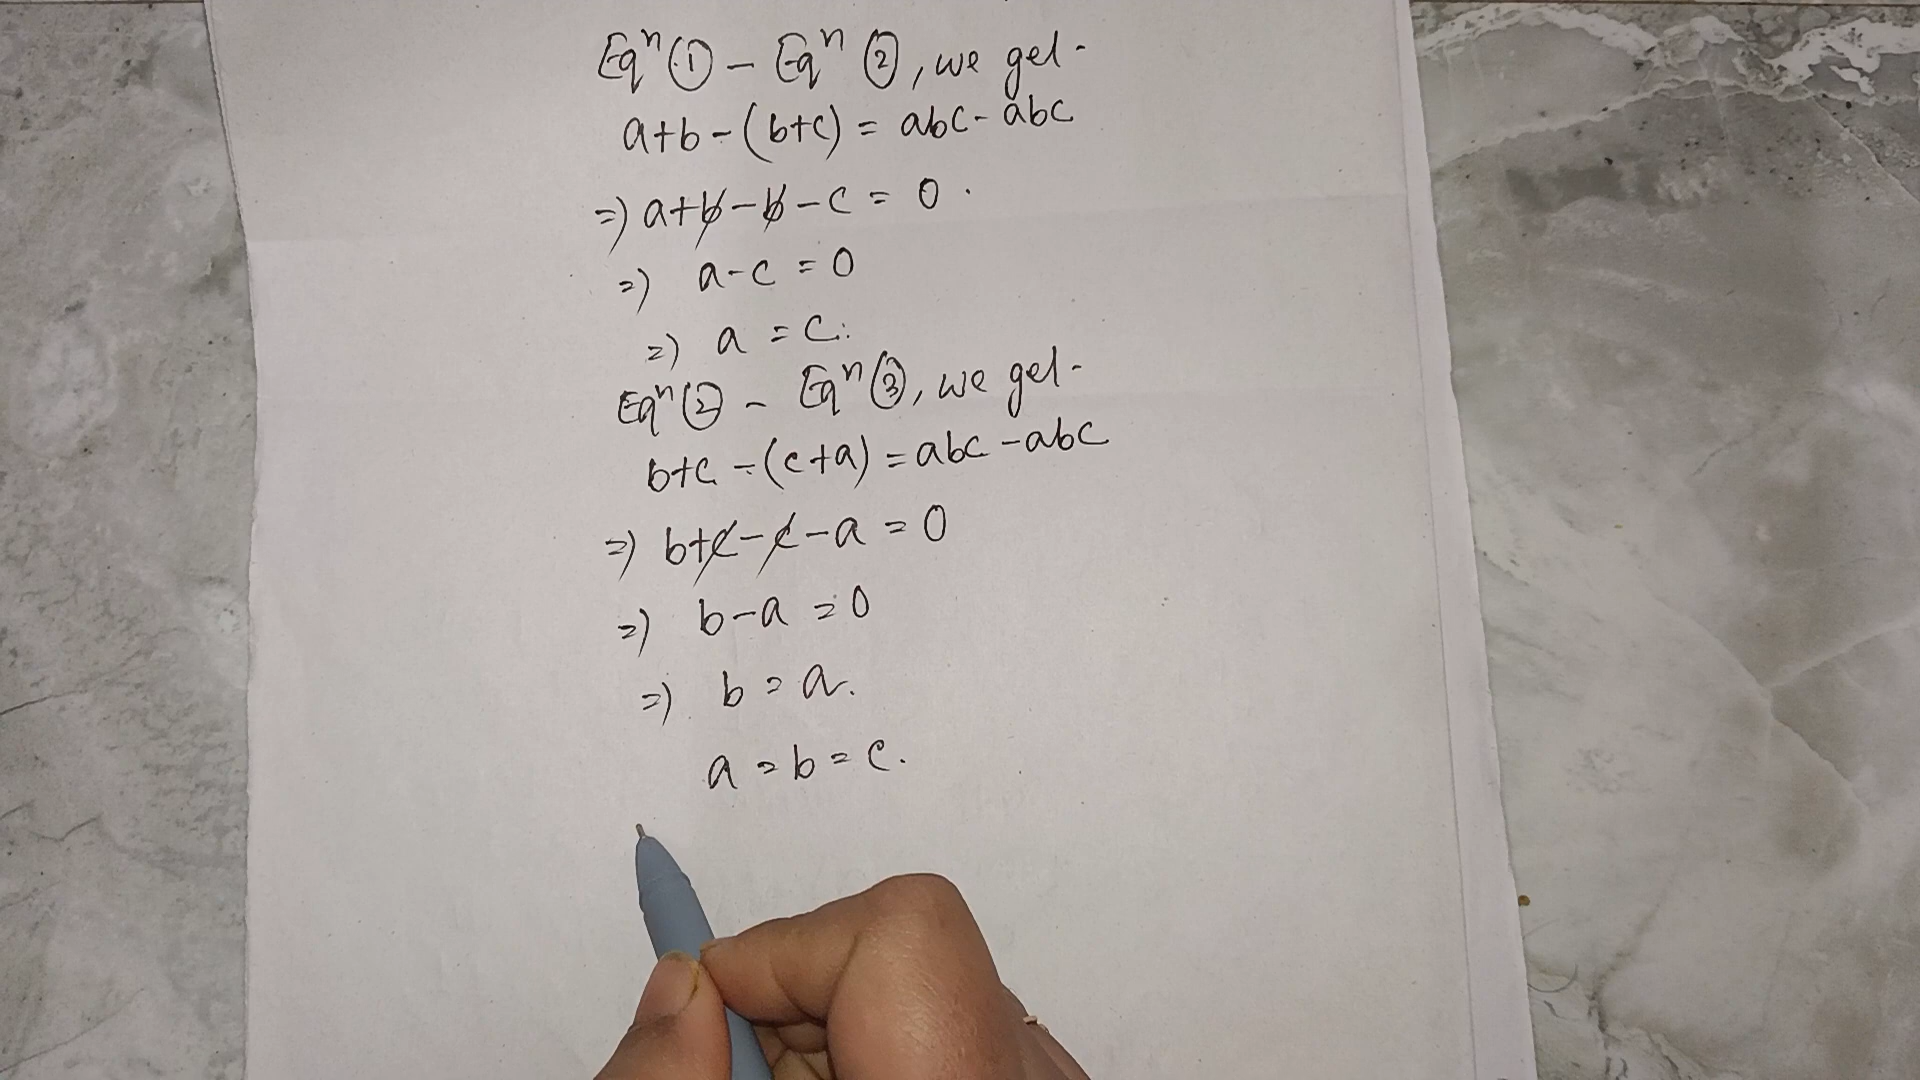 Eqⁿ ① - Eqⁿ ②, we get-
a+b-(b+c) = abc-abc
=) a+b-b-c = 0.
=) a-c = 0
=) a = c.
Eqⁿ ② - Eqⁿ ③, we get-
b+c-(c+a) = abc-abc
=) b+c-c-a = 0
=) b-a = 0
=) b = a.
a = b = c.